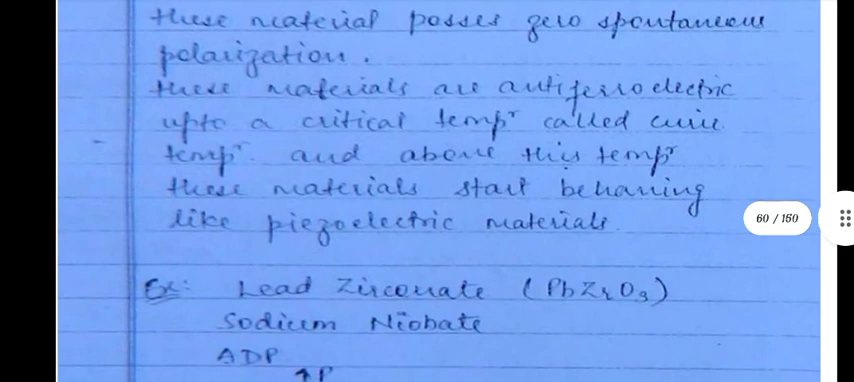 these material posses zero spontaneous
polarization.
these materials are antiferroelectric
upto a critical tempr called curie
tempr. and above this tempr
these materials start behaving
like piezoelectric materials.
60 / 150
Ex: Lead Zirconate (PbZrO3)
Sodium Niobate
ADP
↑P